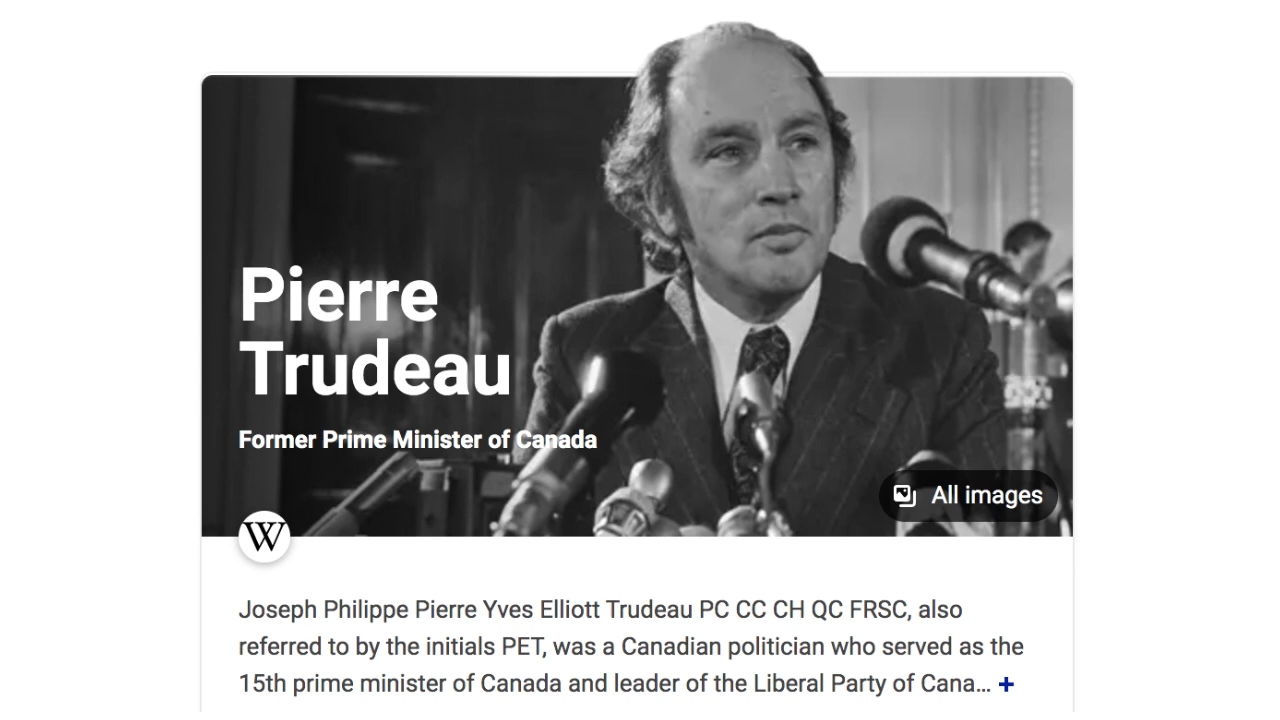 Pierre
Trudeau
Former Prime Minister of Canada
All images
W
Joseph Philippe Pierre Yves Elliott Trudeau PC CC CH QC FRSC, also
referred to by the initials PET, was a Canadian politician who served as the
15th prime minister of Canada and leader of the Liberal Party of Cana... +